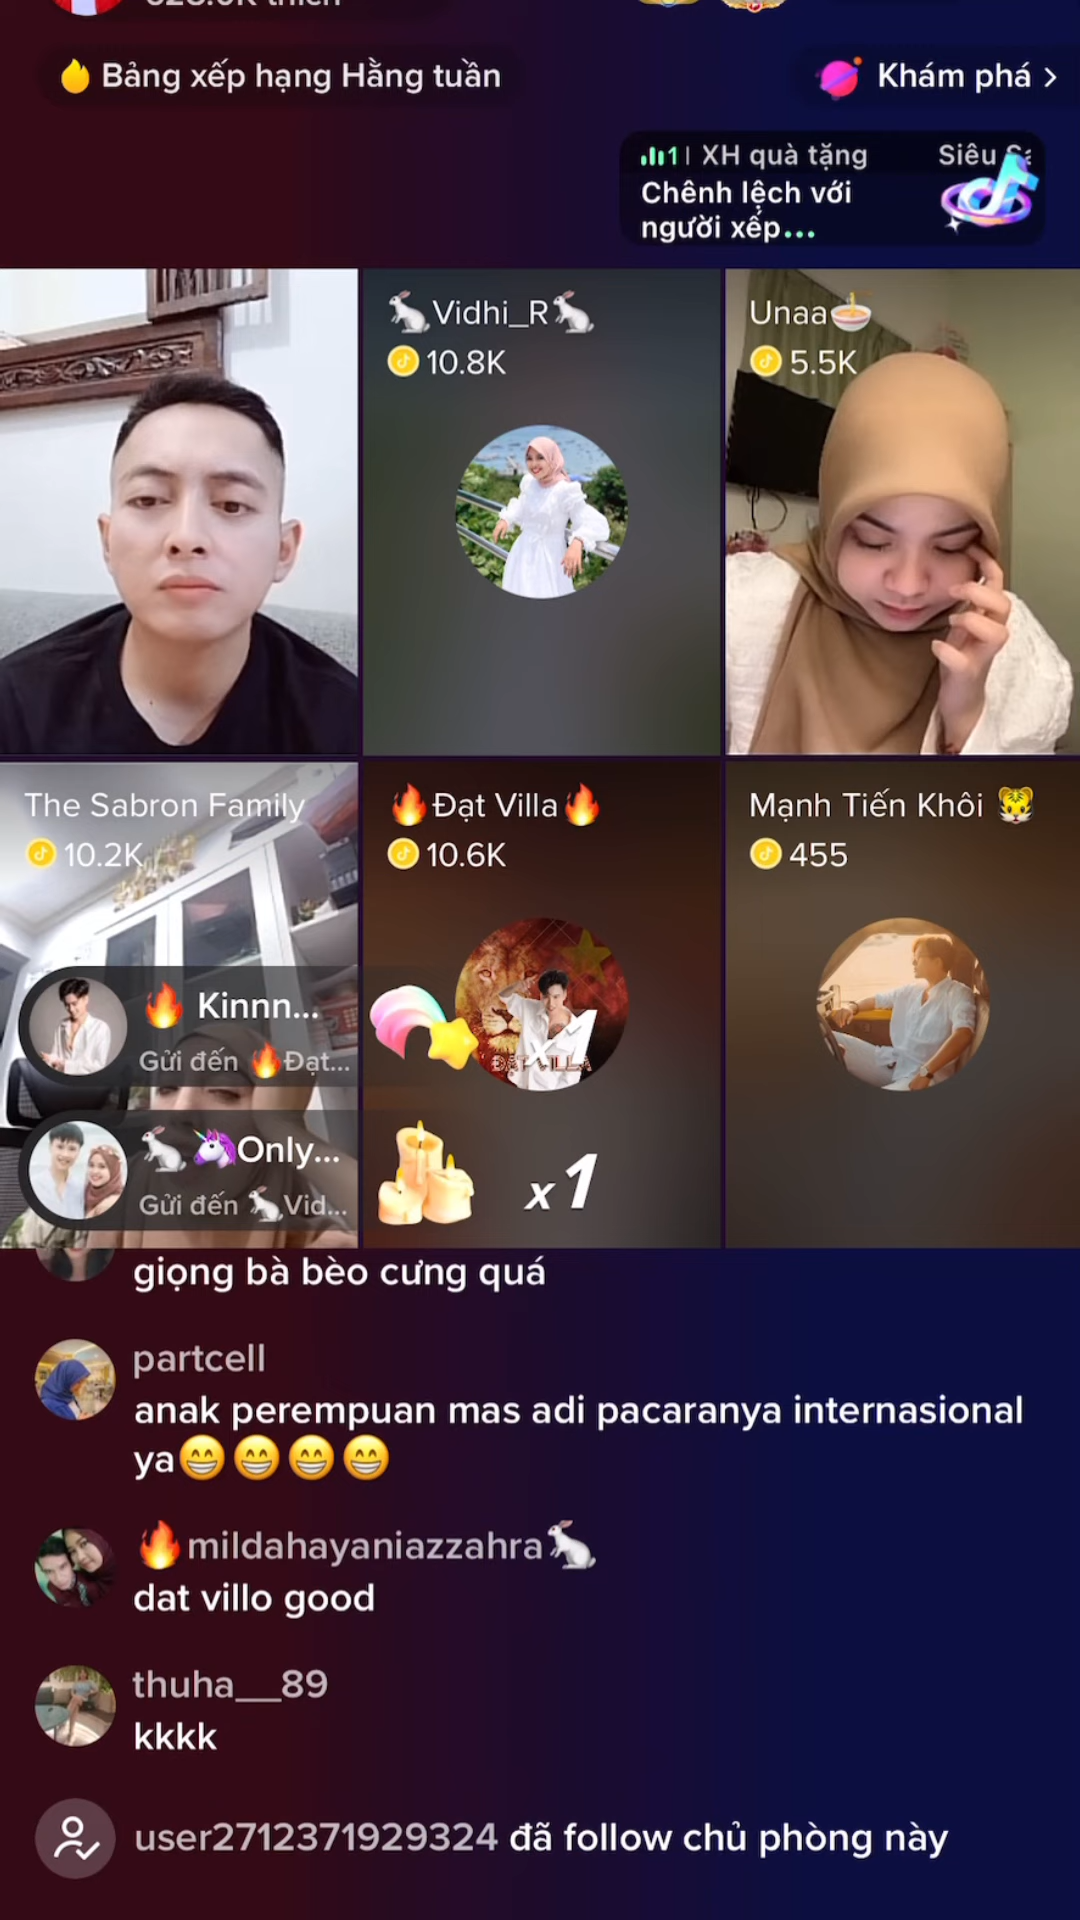 Bảng xếp hạng Hằng tuần
Khám phá >
1 | XH quà tặng
Siêu
Chênh lệch với
người xếp...
Vidhi_R
10.8K
Unaa
5.5K
The Sabron Family
10.2K
Đạt Villa
10.6K
Mạnh Tiến Khôi
455
Kinnn...
Gửi đến Đạt...
x1
ĐẠT VILLA
Only...
Gửi đến Vid...
x1
giọng bà bèo cưng quá
partcell
anak perempuan mas adi pacaranya internasional
ya😁😁😁😁
🔥mildahayaniazzahra🐇
dat villo good
thuha__89
kkkk
user2712371929324 đã follow chủ phòng này